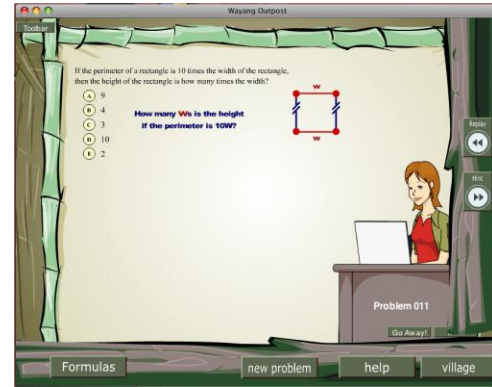 Wayang Outpost
Toolbar
If the perimeter of a rectangle is 10 times the width of the rectangle,
then the height of the rectangle is how many times the width?
A 9
B 4
C 3
D 10
E 2
How many Ws is the height
if the perimeter is 10W?
w
w
Replay
Hint
Problem 011
Go Away!
Formulas
new problem
help
village